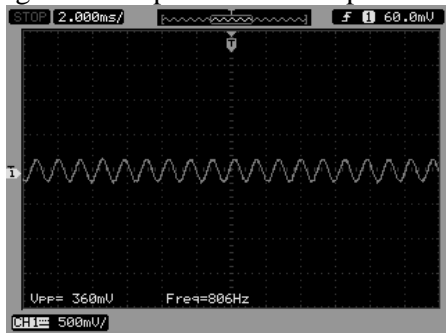 STOP 2.000ms/ f 1 60.0mV
T
1
Vpp= 360mV Freq=806Hz
CH1 500mV/